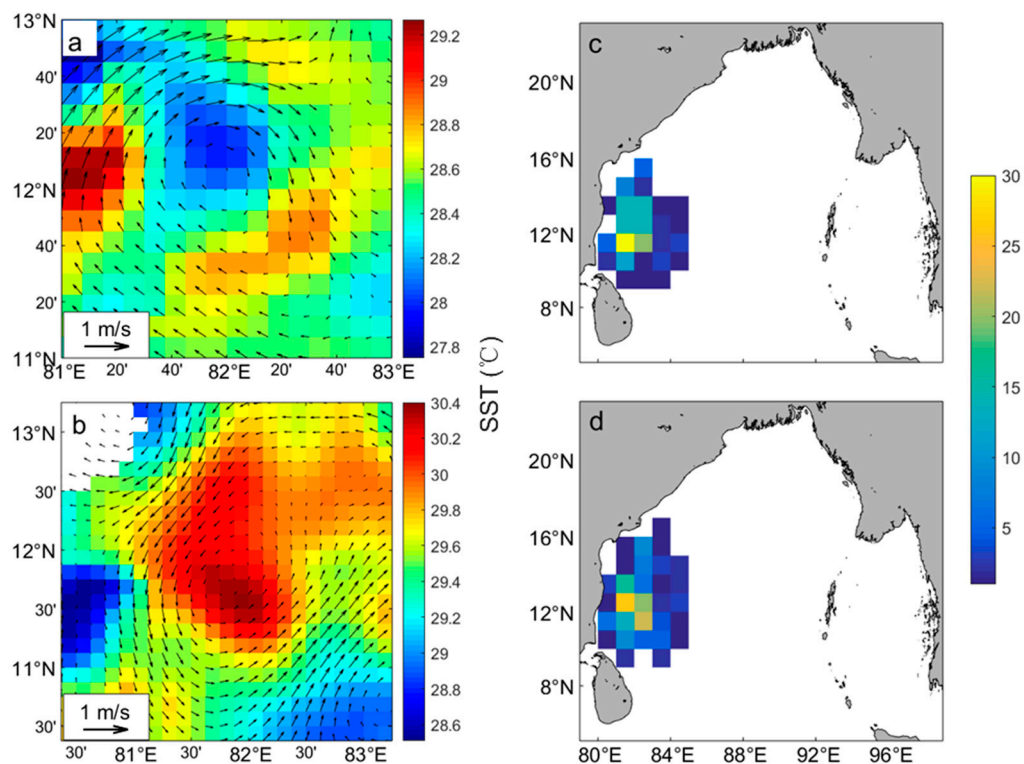 a
13°N
40'
20'
12°N
40'
20'
11°N
81°E 20' 40' 82°E 20' 40' 83°E
1 m/s
29.2
29
28.8
28.6
28.4
28.2
28
27.8
b
13°N
30'
12°N
30'
11°N
30'
30' 81°E 30' 82°E 30' 83°E
1 m/s
30.4
30.2
30
29.8
29.6
29.4
29.2
29
28.8
28.6
SST (℃)
c
20°N
16°N
12°N
8°N
d
20°N
16°N
12°N
8°N
80°E 84°E 88°E 92°E 96°E
30
25
20
15
10
5